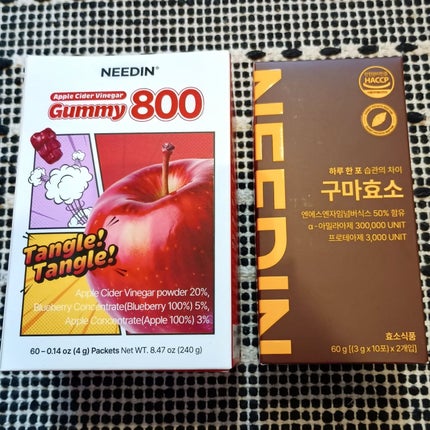 NEEDIN®
Apple Cider Vinegar
Gummy 800
Tangle!
Tangle!
Apple Cider Vinegar powder 20%,
Blueberry Concentrate(Blueberry 100%) 5%,
Apple Concentrate(Apple 100%) 3%
60 – 0.14 oz (4 g) Packets Net WT. 8.47 oz (240 g)
NEEDIN
HACCP
하루 한 포 습관의 차이
구마효소
엔에스엔자임넘버식스 50% 함유
α-아밀라아제 300,000 UNIT
프로테아제 3,000 UNIT
효소식품
60 g [(3 g x 10포) x 2개입]